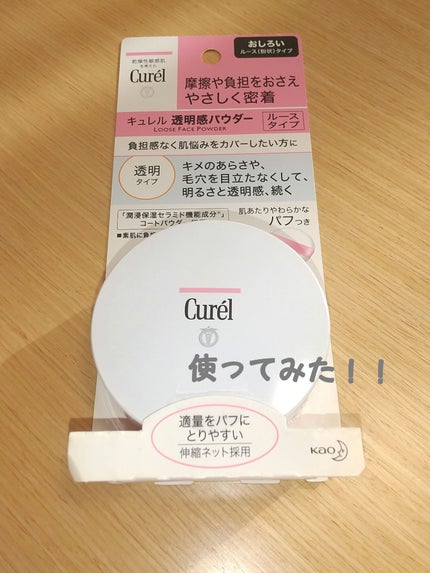 おしろい
ルース(粉状)タイプ
乾燥性敏感肌
を考えた
Curél
摩擦や負担をおさえ
やさしく密着
キュレル 透明感パウダー
LOOSE FACE POWDER
ルース
タイプ
負担感なく肌悩みをカバーしたい方に
透明
タイプ
キメのあらさや、
毛穴を目立たなくして、
明るさと透明感、続く
「潤浸保湿セラミド機能成分」
コートパウダー
■素肌に負
肌あたりやわらかな
パフつき
Curél
使ってみた！！
適量をパフに
とりやすい
伸縮ネット採用
Kao